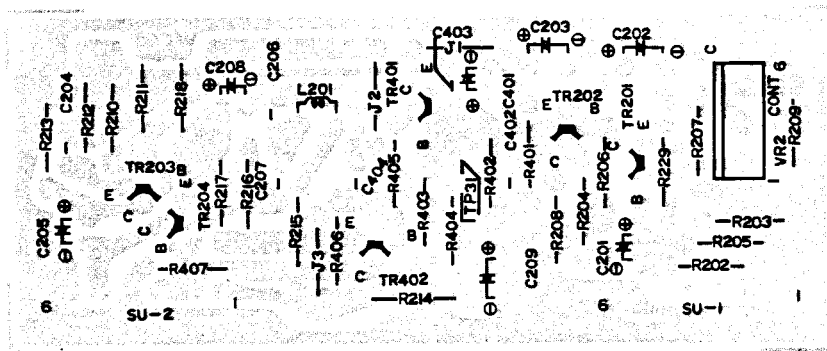 C403
C203
C202
J1
C208
C206
C
C204
R211
R218
L201
J2
TR401
E
C
C402
C401
E
TR202
B
TR201
E
CONT 6
VR2
R209
R213
R212
R210
R207
C
TR203
B
E
E
C
C
B
TR204
R217
R216
C207
C404
R405
B
R403
R404
TP31
R402
R401
C
R206
R208
R204
B
R229
R203
R205
R202
C205
R407
R215
J3
R406
E
B
C
TR402
R214
C209
C201
6
SU-2
6
SU-1